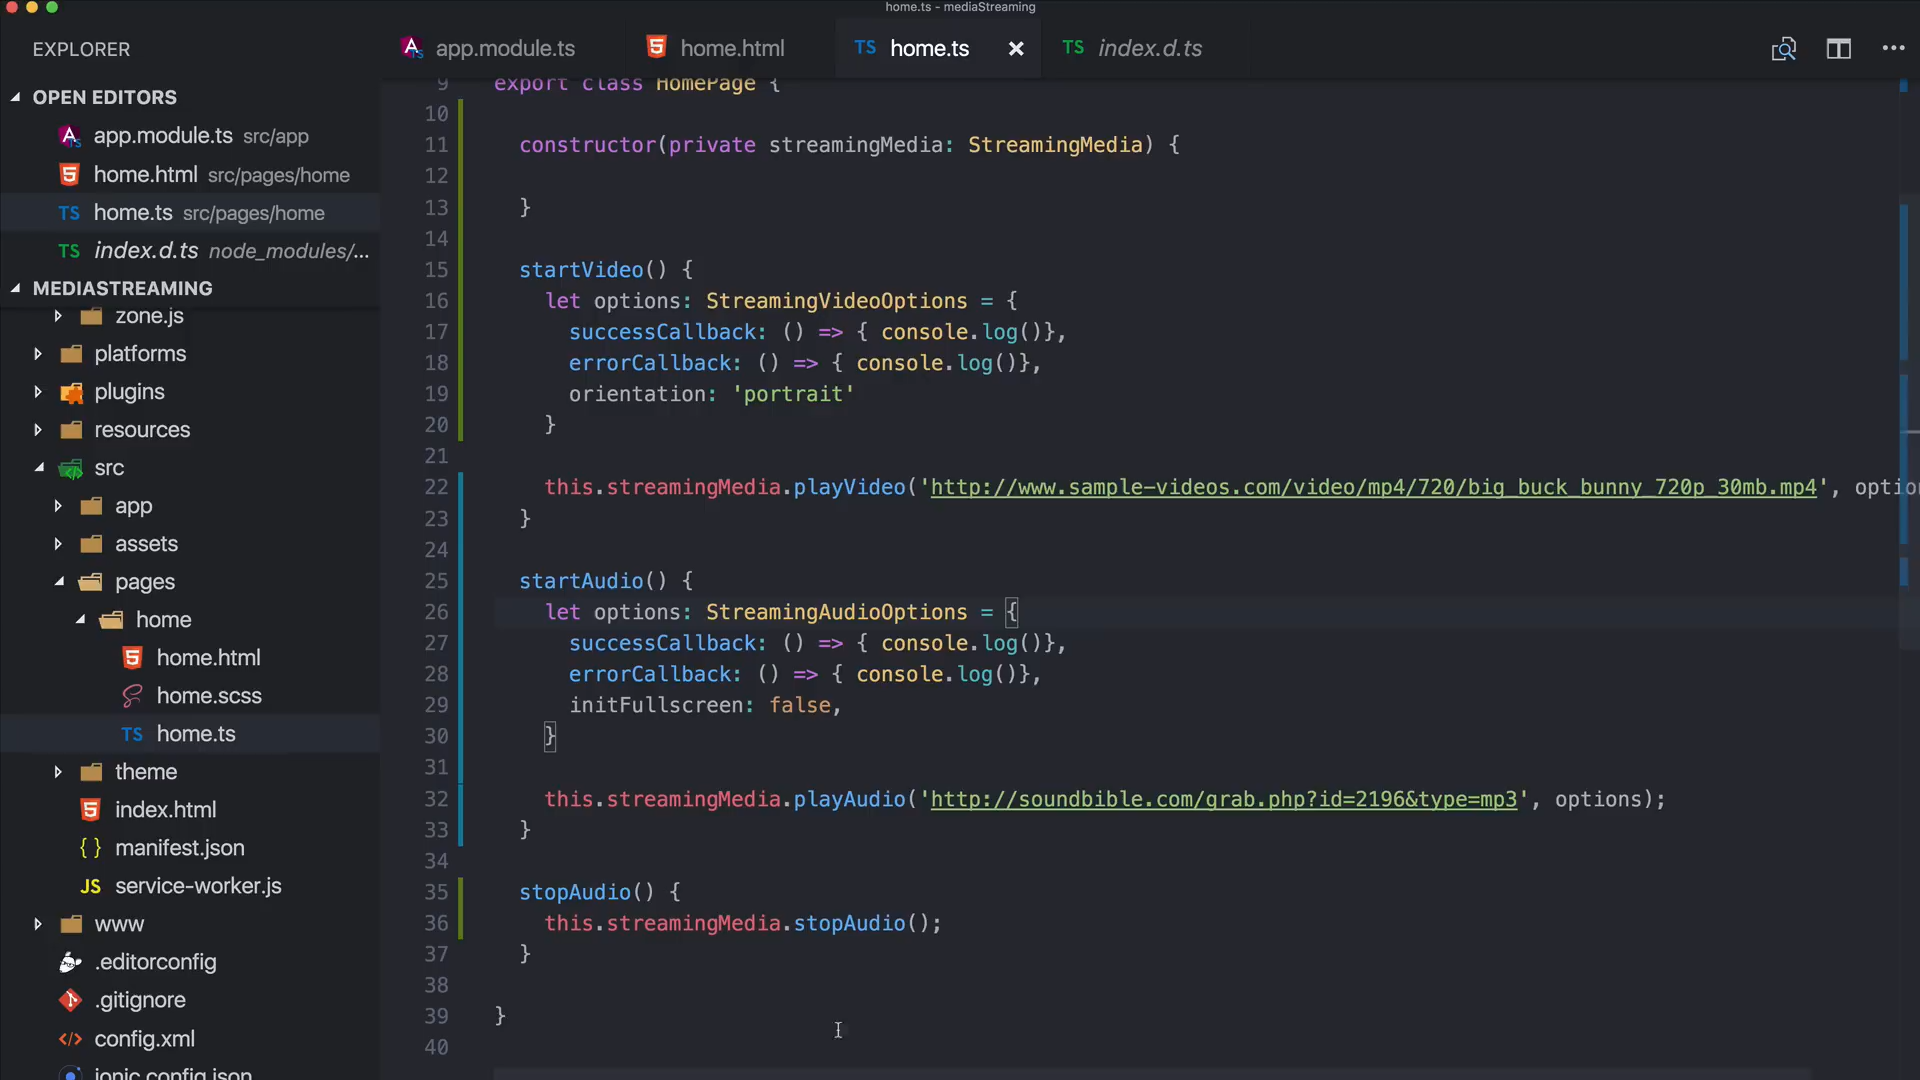 home.ts - mediaStreaming
EXPLORER
app.module.ts
home.html
TS home.ts
TS index.d.ts
OPEN EDITORS
app.module.ts src/app
home.html src/pages/home
TS home.ts src/pages/home
TS index.d.ts node_modules/...
MEDIASTREAMING
zone.js
platforms
plugins
resources
src
app
assets
pages
home
home.html
home.scss
TS home.ts
theme
index.html
{ } manifest.json
JS service-worker.js
www
.editorconfig
.gitignore
</> config.xml
ionic.config.json
9 export class HomePage {
10
11 constructor(private streamingMedia: StreamingMedia) {
12
13 }
14
15 startVideo() {
16 let options: StreamingVideoOptions = {
17 successCallback: () => { console.log()},
18 errorCallback: () => { console.log()},
19 orientation: 'portrait'
20 }
21
22 this.streamingMedia.playVideo('http://www.sample-videos.com/video/mp4/720/big_buck_bunny_720p_30mb.mp4', optio
23 }
24
25 startAudio() {
26 let options: StreamingAudioOptions = {
27 successCallback: () => { console.log()},
28 errorCallback: () => { console.log()},
29 initFullscreen: false,
30 }
31
32 this.streamingMedia.playAudio('http://soundbible.com/grab.php?id=2196&type=mp3', options);
33 }
34
35 stopAudio() {
36 this.streamingMedia.stopAudio();
37 }
38
39 }
40